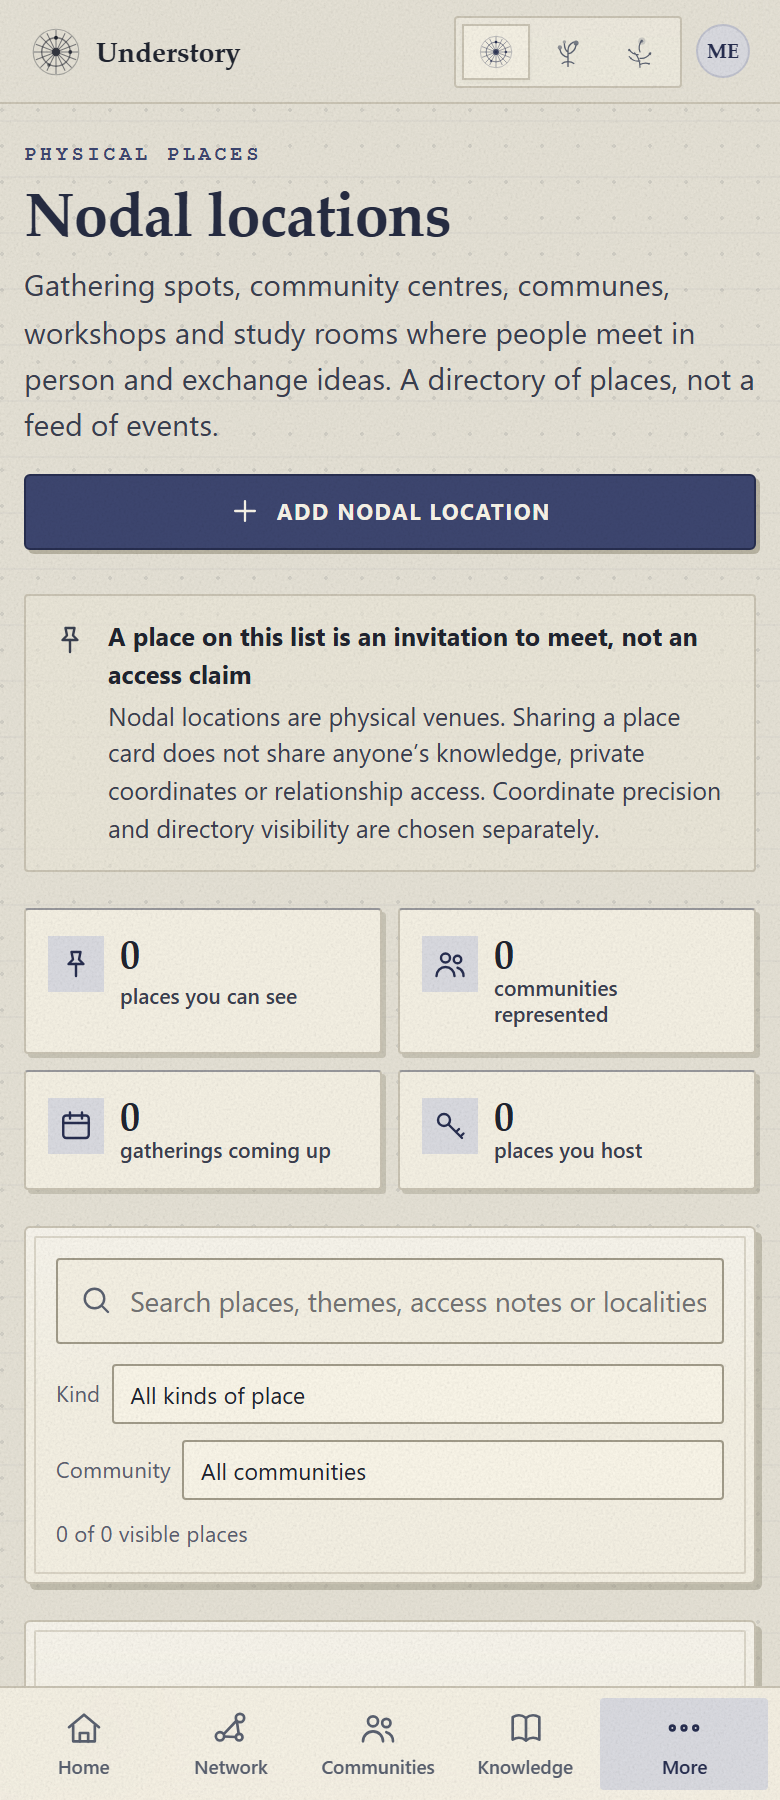 Understory
ME
PHYSICAL PLACES
Nodal locations
Gathering spots, community centres, communes,
workshops and study rooms where people meet in
person and exchange ideas. A directory of places, not a
feed of events.
ADD NODAL LOCATION
A place on this list is an invitation to meet, not an
access claim
Nodal locations are physical venues. Sharing a place
card does not share anyone’s knowledge, private
coordinates or relationship access. Coordinate precision
and directory visibility are chosen separately.
0
places you can see
0
communities
represented
0
gatherings coming up
0
places you host
Search places, themes, access notes or localities
Kind
All kinds of place
Community
All communities
0 of 0 visible places
Home
Network
Communities
Knowledge
More